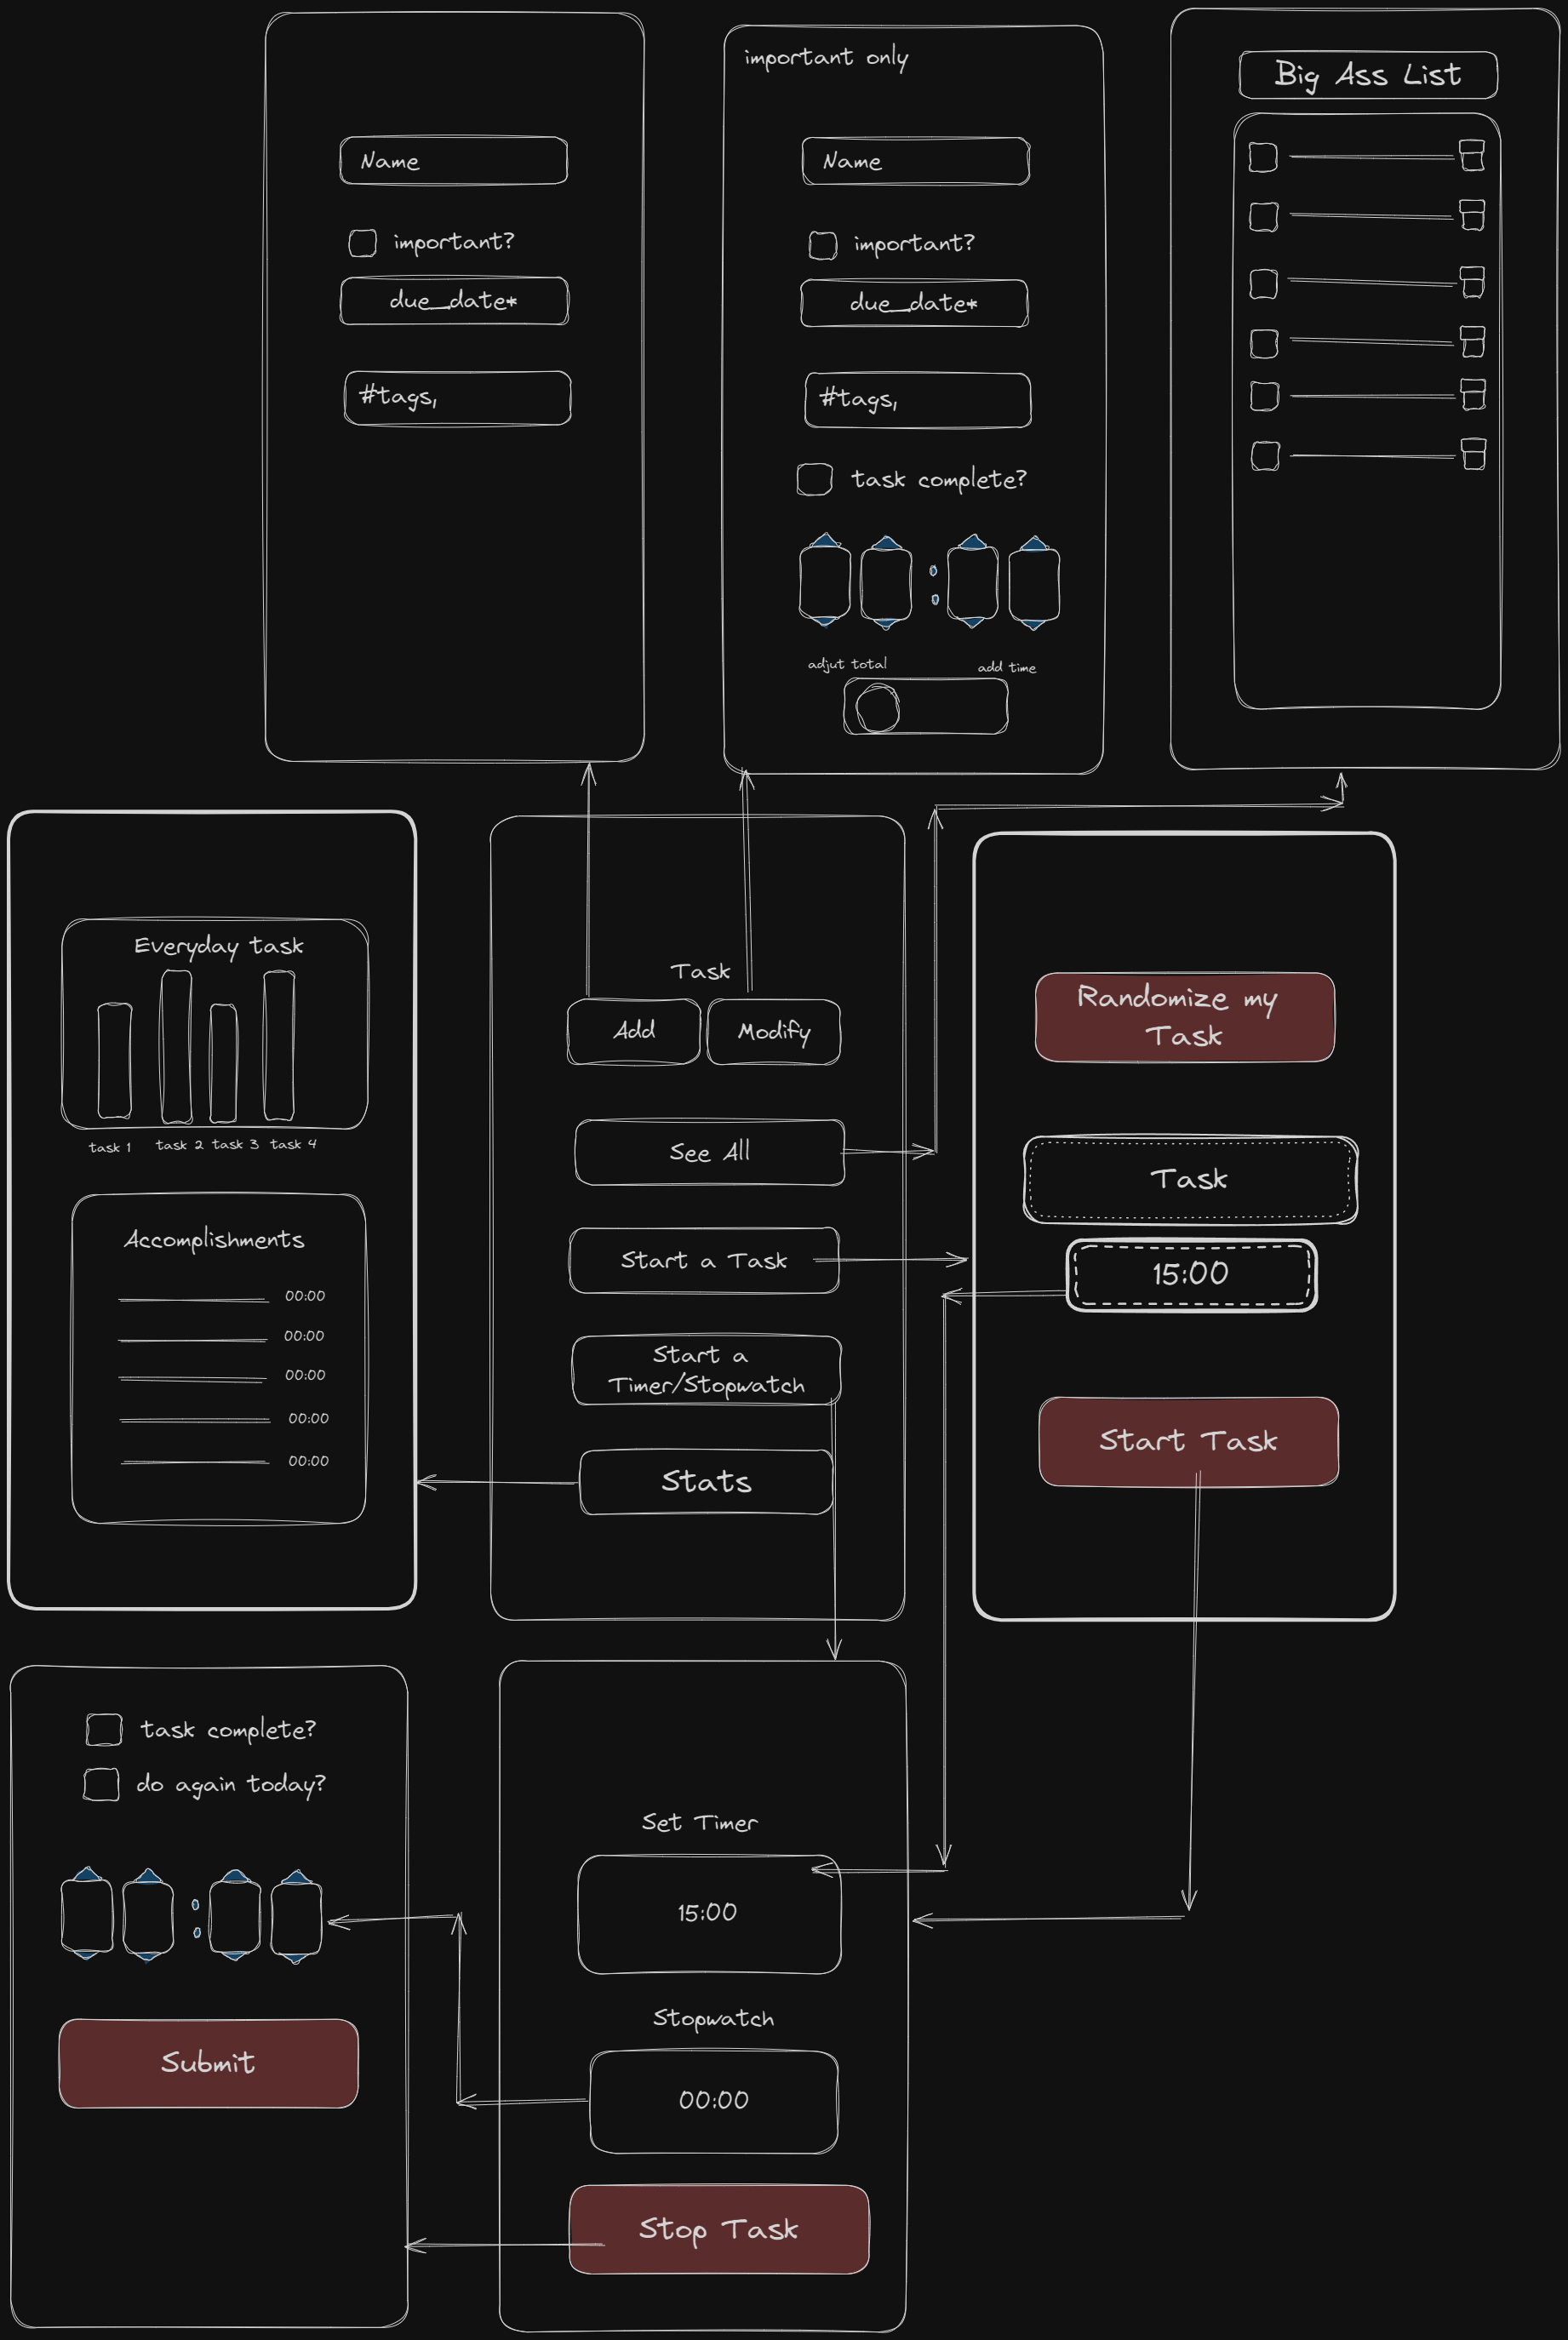 Name
important?
due_date*
#tags,
important only
Name
important?
due_date*
#tags,
task complete?
:
adjut total
add time
Big Ass List
Everyday task
task 1
task 2
task 3
task 4
Accomplishments
00:00
00:00
00:00
00:00
00:00
Task
Add
Modify
See All
Start a Task
Start a
Timer/Stopwatch
Stats
Randomize my
Task
Task
15:00
Start Task
task complete?
do again today?
:
Submit
Set Timer
15:00
Stopwatch
00:00
Stop Task